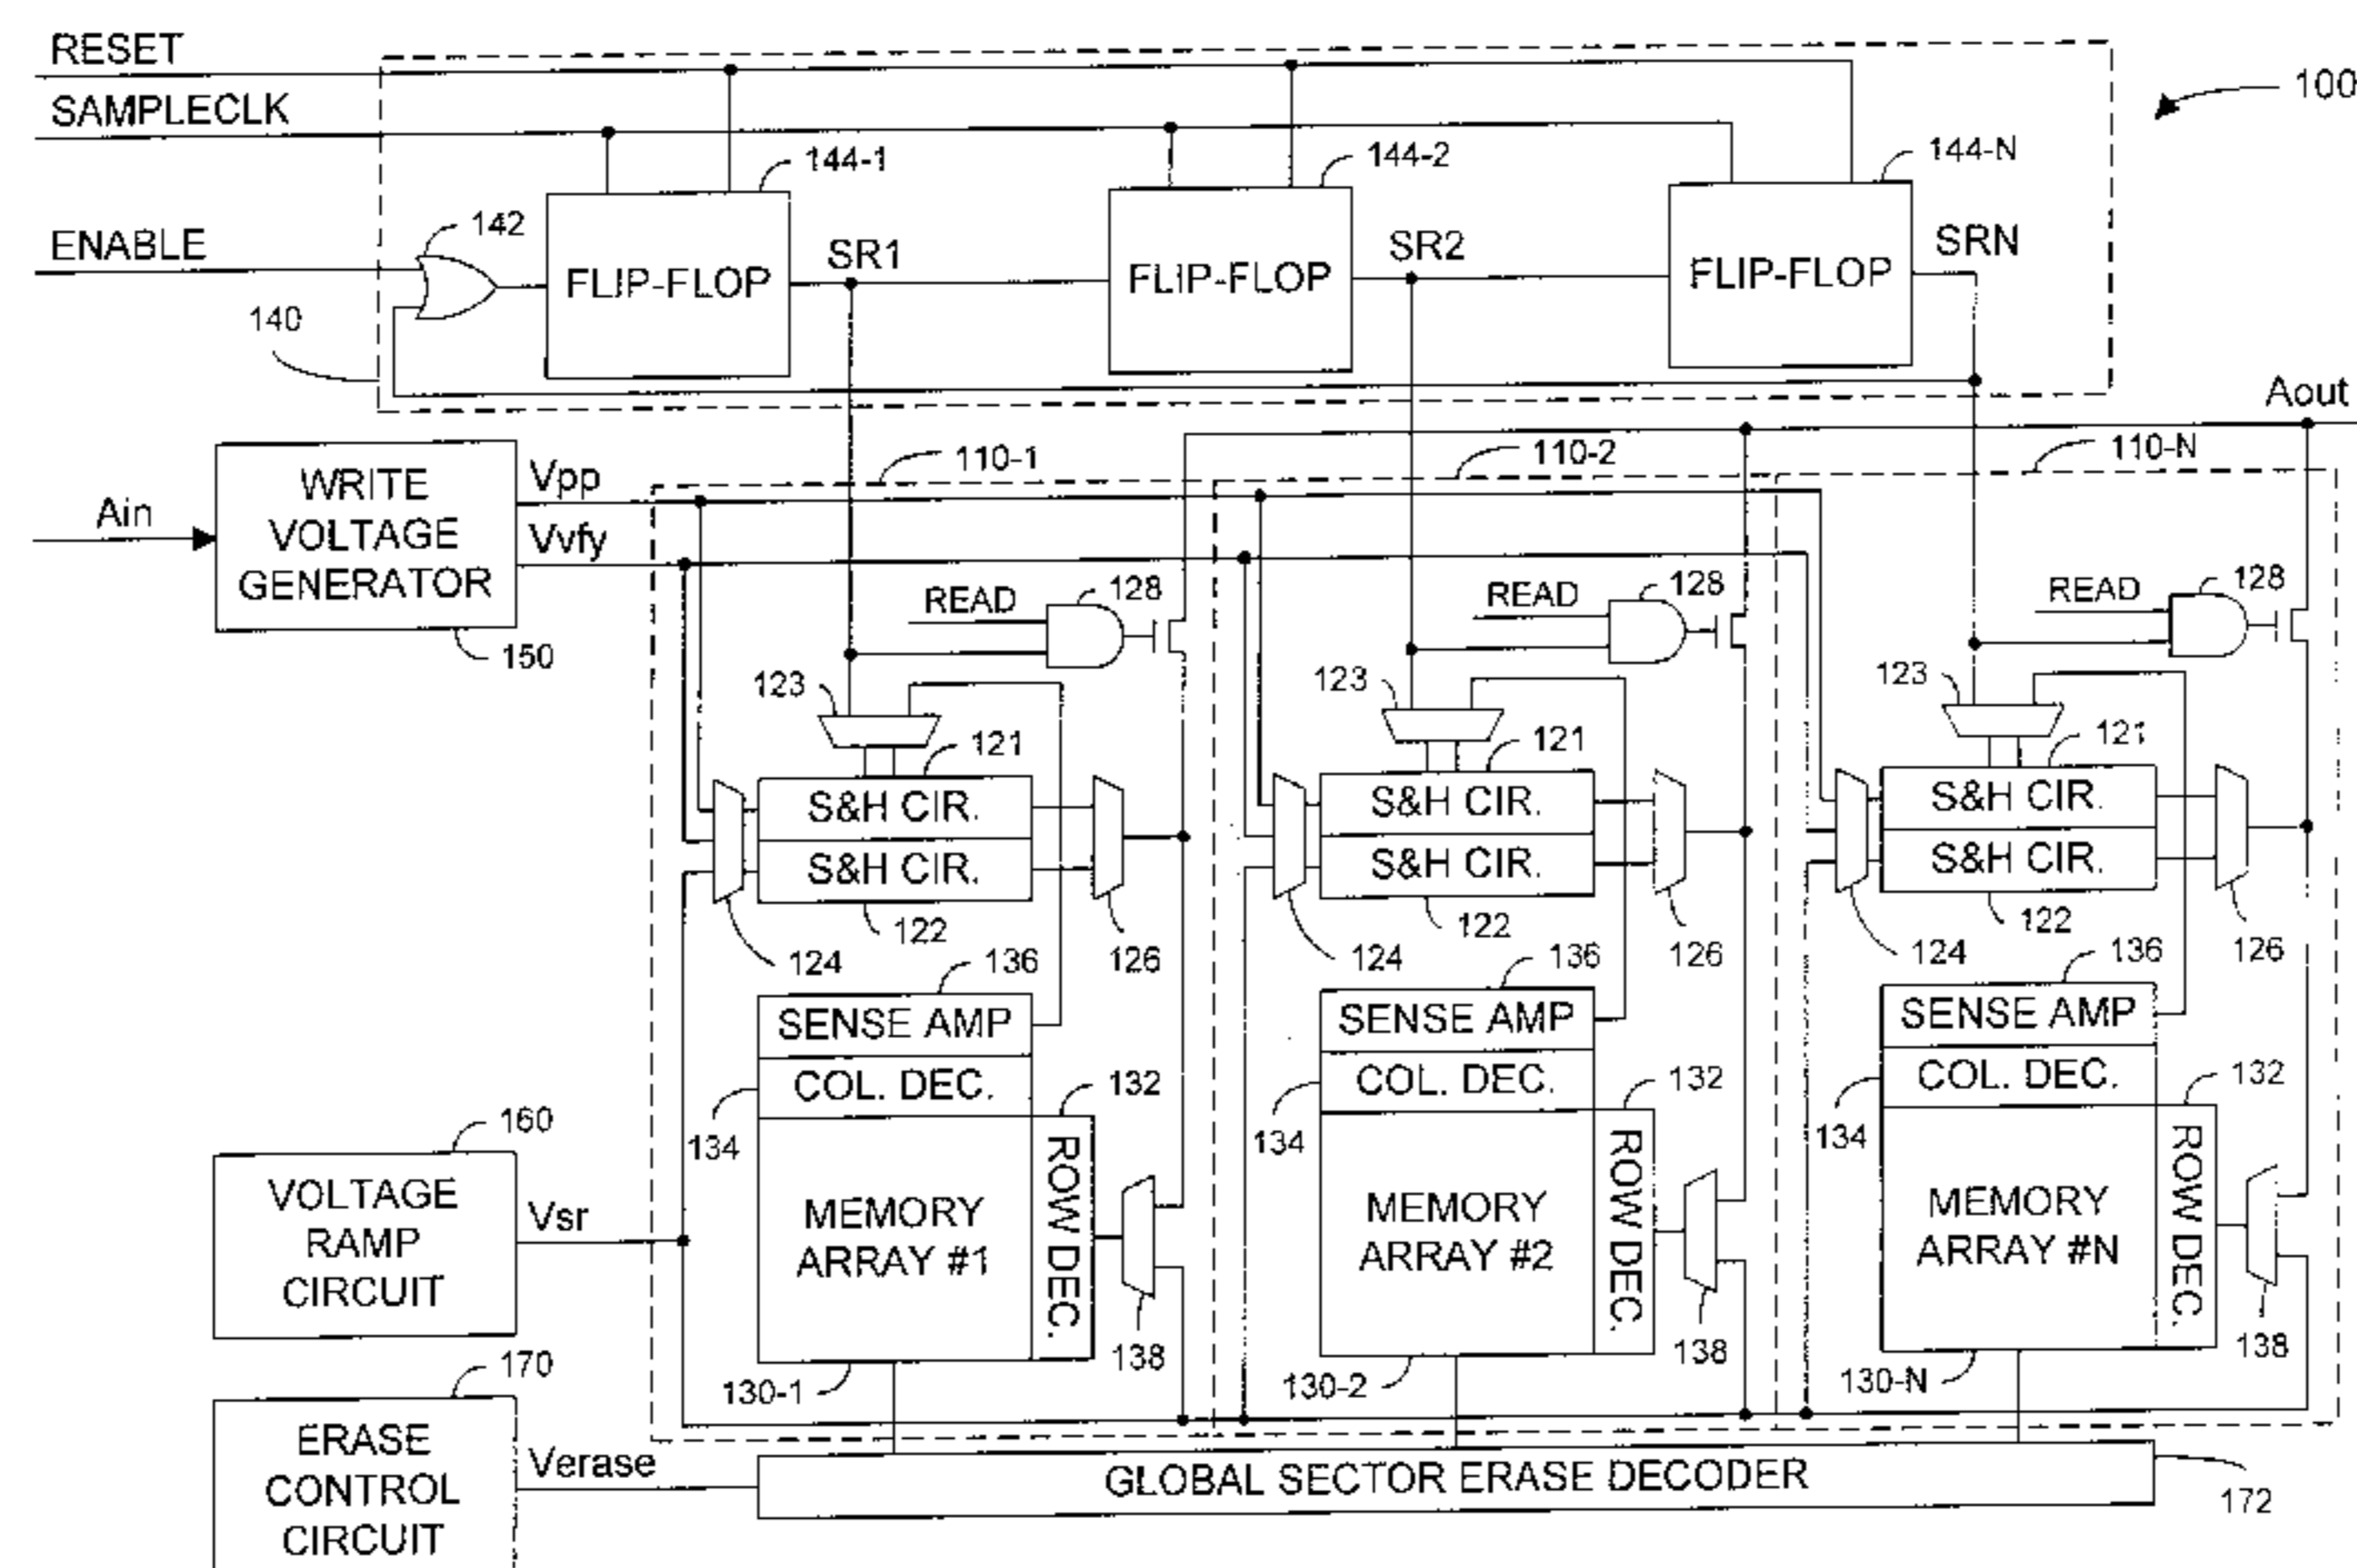 RESET
100
SAMPLECLK
144-1
144-2
144-N
ENABLE
142
SR1
SR2
SRN
FLIP-FLOP
FLIP-FLOP
FLIP-FLOP
140
Aout
110-1
110-2
110-N
WRITE
VOLTAGE
GENERATOR
Vpp
Ain
Vvfy
150
READ
128
READ
128
READ
128
123
123
123
121
121
121
S&H CIR.
S&H CIR.
S&H CIR.
S&H CIR.
S&H CIR.
S&H CIR.
122
122
122
124
124
124
126
126
126
136
136
136
SENSE AMP
SENSE AMP
SENSE AMP
COL. DEC.
COL. DEC.
COL. DEC.
132
132
132
134
134
134
160
VOLTAGE
RAMP
CIRCUIT
Vsr
MEMORY
ARRAY #1
ROW DEC.
MEMORY
ARRAY #2
ROW DEC.
MEMORY
ARRAY #N
ROW DEC.
138
138
138
130-1
130-2
130-N
170
ERASE
CONTROL
CIRCUIT
Verase
GLOBAL SECTOR ERASE DECODER
172